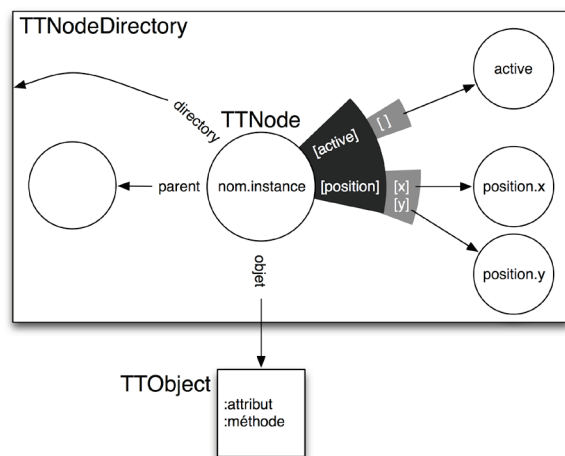 TTNodeDirectory
directory
TTNode
[active]
[ ]
active
parent
nom.instance
[position]
[x]
[y]
position.x
position.y
objet
TTObject
:attribut
:méthode